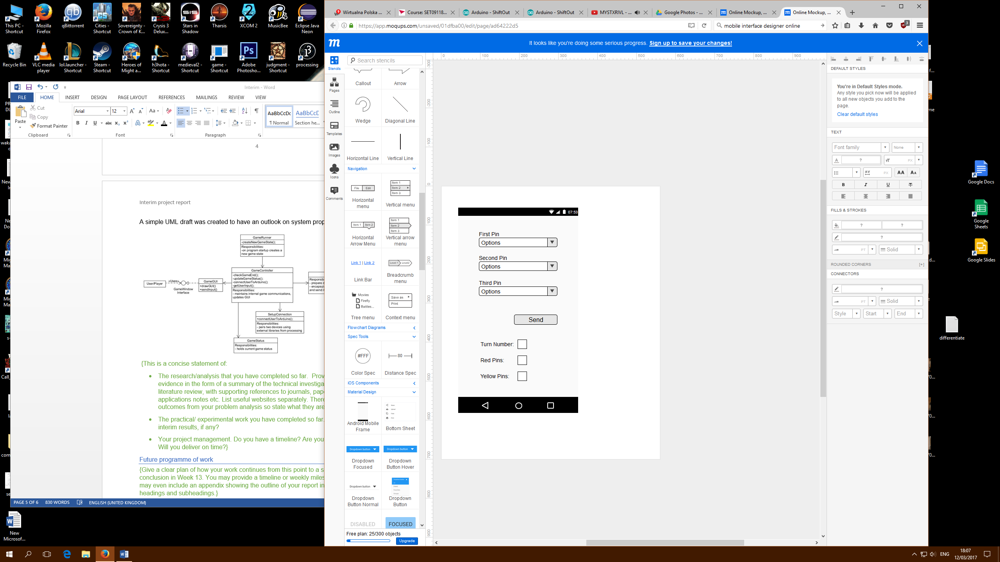 This PC - Shortcut
Mozilla Firefox
qBittorrent
Cities - Shortcut
Sovereignty - Crown of K...
Crysis 3 Delux...
Stars in Shadow
Tharsis
XCOM 2
MusicBee
Eclipse Java Neon
Recycle Bin
VLC media player
lol.launcher - Shortcut
Steam - Shortcut
Heroes of Might a...
h3hota - Shortcut
medieval2 - Shortcut
game - Shortcut
Adobe Photosho...
judgment - Shortcut
processing
Interim - Word
FILE
HOME
INSERT
DESIGN
PAGE LAYOUT
REFERENCES
MAILINGS
REVIEW
VIEW
Paste
Cut
Copy
Format Painter
Clipboard
Arial
12
Font
Paragraph
¶ Normal
Section he...
4
Interim project report
A simple UML draft was created to have an outlook on system prop
GameRunner
-createNewGameState();
Responsibilities:
-on program startup creates a
new game state
GameController
-checkGameEnd();
-updateGameStatus();
-connectUserToArduino();
-getUserInput();
Responsibilities:
- maintains internal game communications,
updates GUI
User/Player
«Uses»
GameWindow
Interface
GameGUI
+drawGUI()
+sendInput()
Responsib
- prepare d
- encapsula
and send i
SetupConnection
+connectUserToArduino();
Responsibilities:
- pairs two devices using
external libraries from processing
GameStatus
Responsibilities:
- holds current game status
{This is a concise statement of:
• The research/analysis that you have completed so far. Prov
evidence in the form of a summary of the technical investiga
literature review, with supporting references to journals, pap
applications notes etc. List useful websites separately. There
outcomes from your problem analysis so state what they are
• The practical/ experimental work you have completed so far.
interim results, if any?
• Your project management. Do you have a timeline? Are you
Will you deliver on time?}
Future programme of work
{Give a clear plan of how your work continues from this point to a s
conclusion in Week 13. You may provide a timeline or weekly miles
may even include an appendix showing the outline of your report in
headings and subheadings.}
PAGE 5 OF 6
830 WORDS
ENGLISH (UNITED KINGDOM)
New Microsof...
Wirtualna Polska ...
Course: SET09118...
Arduino - ShiftOut
Arduino - ShiftOut
MYSTXRIVL - ...
Google Photos - ...
Online Mockup, ...
Online Mockup, ...
https://app.moqups.com/unsaved/01dfba00/edit/page/ad64222d5
mobile interface designer online
3
It looks like you're doing some serious progress. Sign up to save your changes!
Stencils
Pages
Outline
Templates
Images
Icons
Comments
Search stencils
Callout
Arrow
Wedge
Diagonal Line
Horizontal Line
Vertical Line
Navigation
File Edit
Item 1
Item 2
Item 3
Horizontal menu
Vertical menu
Item 1 Item 2
Item 1
Item 2
Item 3
Horizontal Arrow Menu
Vertical arrow menu
Link 1 | Link 2
Level 1 Level2
Link Bar
Breadcrumb menu
Movies
Firefly
Battles...
Save as
Print
Tree menu
Context menu
Flowchart Diagrams
Spec Tools
#FFF
80
Color Spec
Distance Spec
iOS Components
Material Design
Android Mobile Frame
Bottom Sheet
Dropdown button
Dropdown button
Dropdown Focused
Dropdown Button Hover
Dropdown button
Dropdown Button Normal
Dropdown Button
DISABLED
FOCUSED
Free plan: 25/300 objects
Upgrade
0 100 200 300 400 500 600 700 800 900
07:53
First Pin
Options
Second Pin
Options
Third Pin
Options
Send
Turn Number:
Red Pins:
Yellow Pins:
DEFAULT STYLES
You're in Default Styles mode.
Any style you pick now will be applied
to all new objects you add to the
page.
Clear default styles
TEXT
Font family
None
PX
PX
FILLS & STROKES
PT
Solid
ROUNDED CORNERS
[+]
CONNECTORS
PT
Solid
Style
Start
End
Google Docs
Google Sheets
Google Slides
differentiate
ENG
18:07
12/03/2017